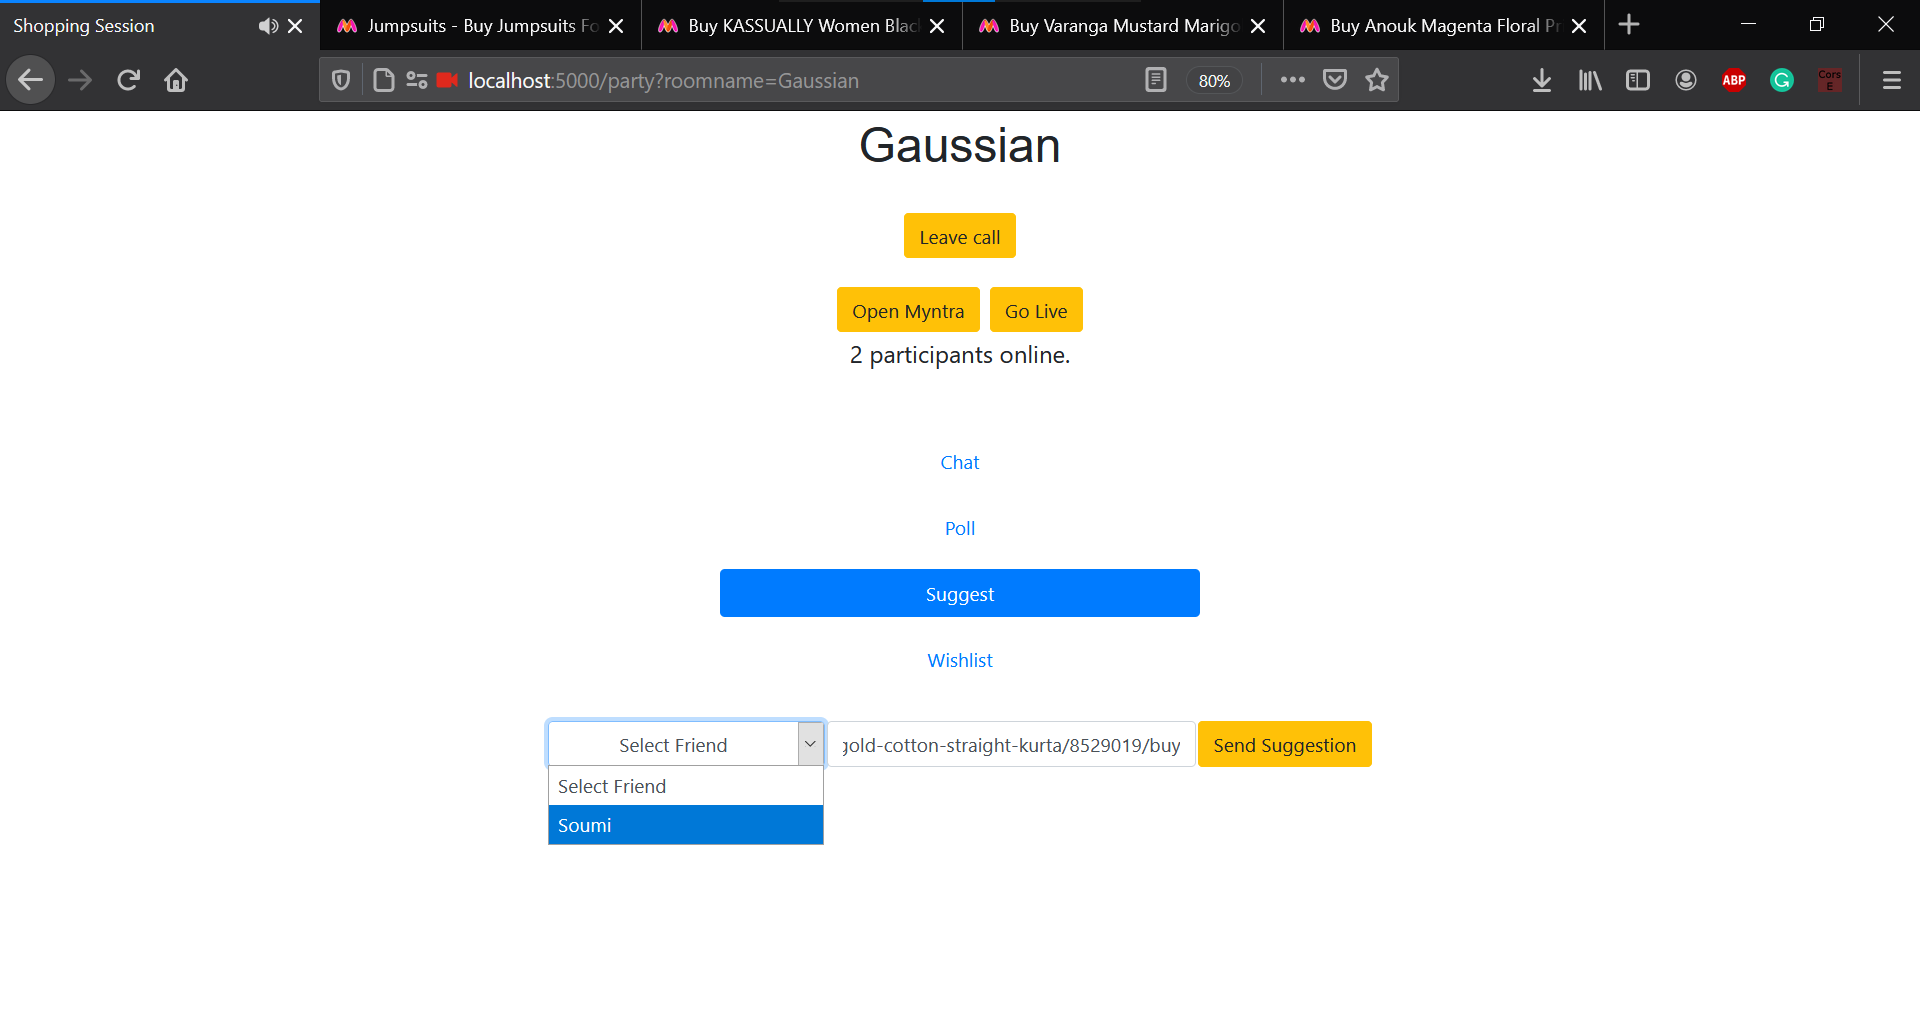 Shopping Session
Jumpsuits - Buy Jumpsuits Fo
Buy KASSUALLY Women Blac
Buy Varanga Mustard Marigo
Buy Anouk Magenta Floral Pr
localhost:5000/party?roomname=Gaussian
80%
ABP
G
Cors
E
Gaussian
Leave call
Open Myntra
Go Live
2 participants online.
Chat
Poll
Suggest
Wishlist
Select Friend
gold-cotton-straight-kurta/8529019/buy
Send Suggestion
Select Friend
Soumi